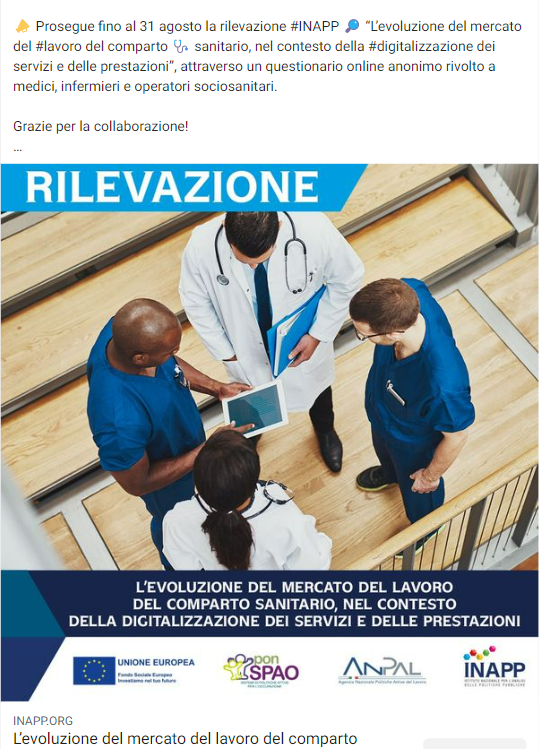 Prosegue fino al 31 agosto la rilevazione #INAPP 🔎 “L’evoluzione del mercato
del #lavoro del comparto 🩺 sanitario, nel contesto della #digitalizzazione dei
servizi e delle prestazioni”, attraverso un questionario online anonimo rivolto a
medici, infermieri e operatori sociosanitari.
Grazie per la collaborazione!
...
RILEVAZIONE
L’EVOLUZIONE DEL MERCATO DEL LAVORO
DEL COMPARTO SANITARIO, NEL CONTESTO
DELLA DIGITALIZZAZIONE DEI SERVIZI E DELLE PRESTAZIONI
UNIONE EUROPEA
Fondo Sociale Europeo
Investiamo nel tuo futuro
pon
SPAO
ANPAL
Agenzia Nazionale Politiche Attive del Lavoro
INAPP
ISTITUTO NAZIONALE PER L’ANALISI
DELLE POLITICHE PUBBLICHE
INAPP.ORG
L’evoluzione del mercato del lavoro del comparto